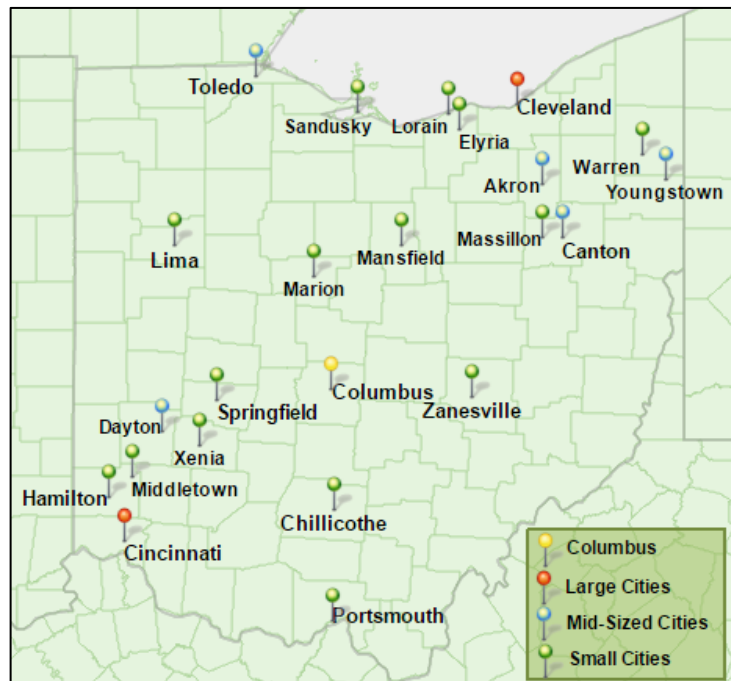 Toledo
Cleveland
Sandusky
Lorain
Elyria
Warren
Akron
Youngstown
Massillon
Canton
Lima
Mansfield
Marion
Columbus
Springfield
Zanesville
Dayton
Xenia
Hamilton
Middletown
Chillicothe
Cincinnati
Portsmouth
Columbus
Large Cities
Mid-Sized Cities
Small Cities